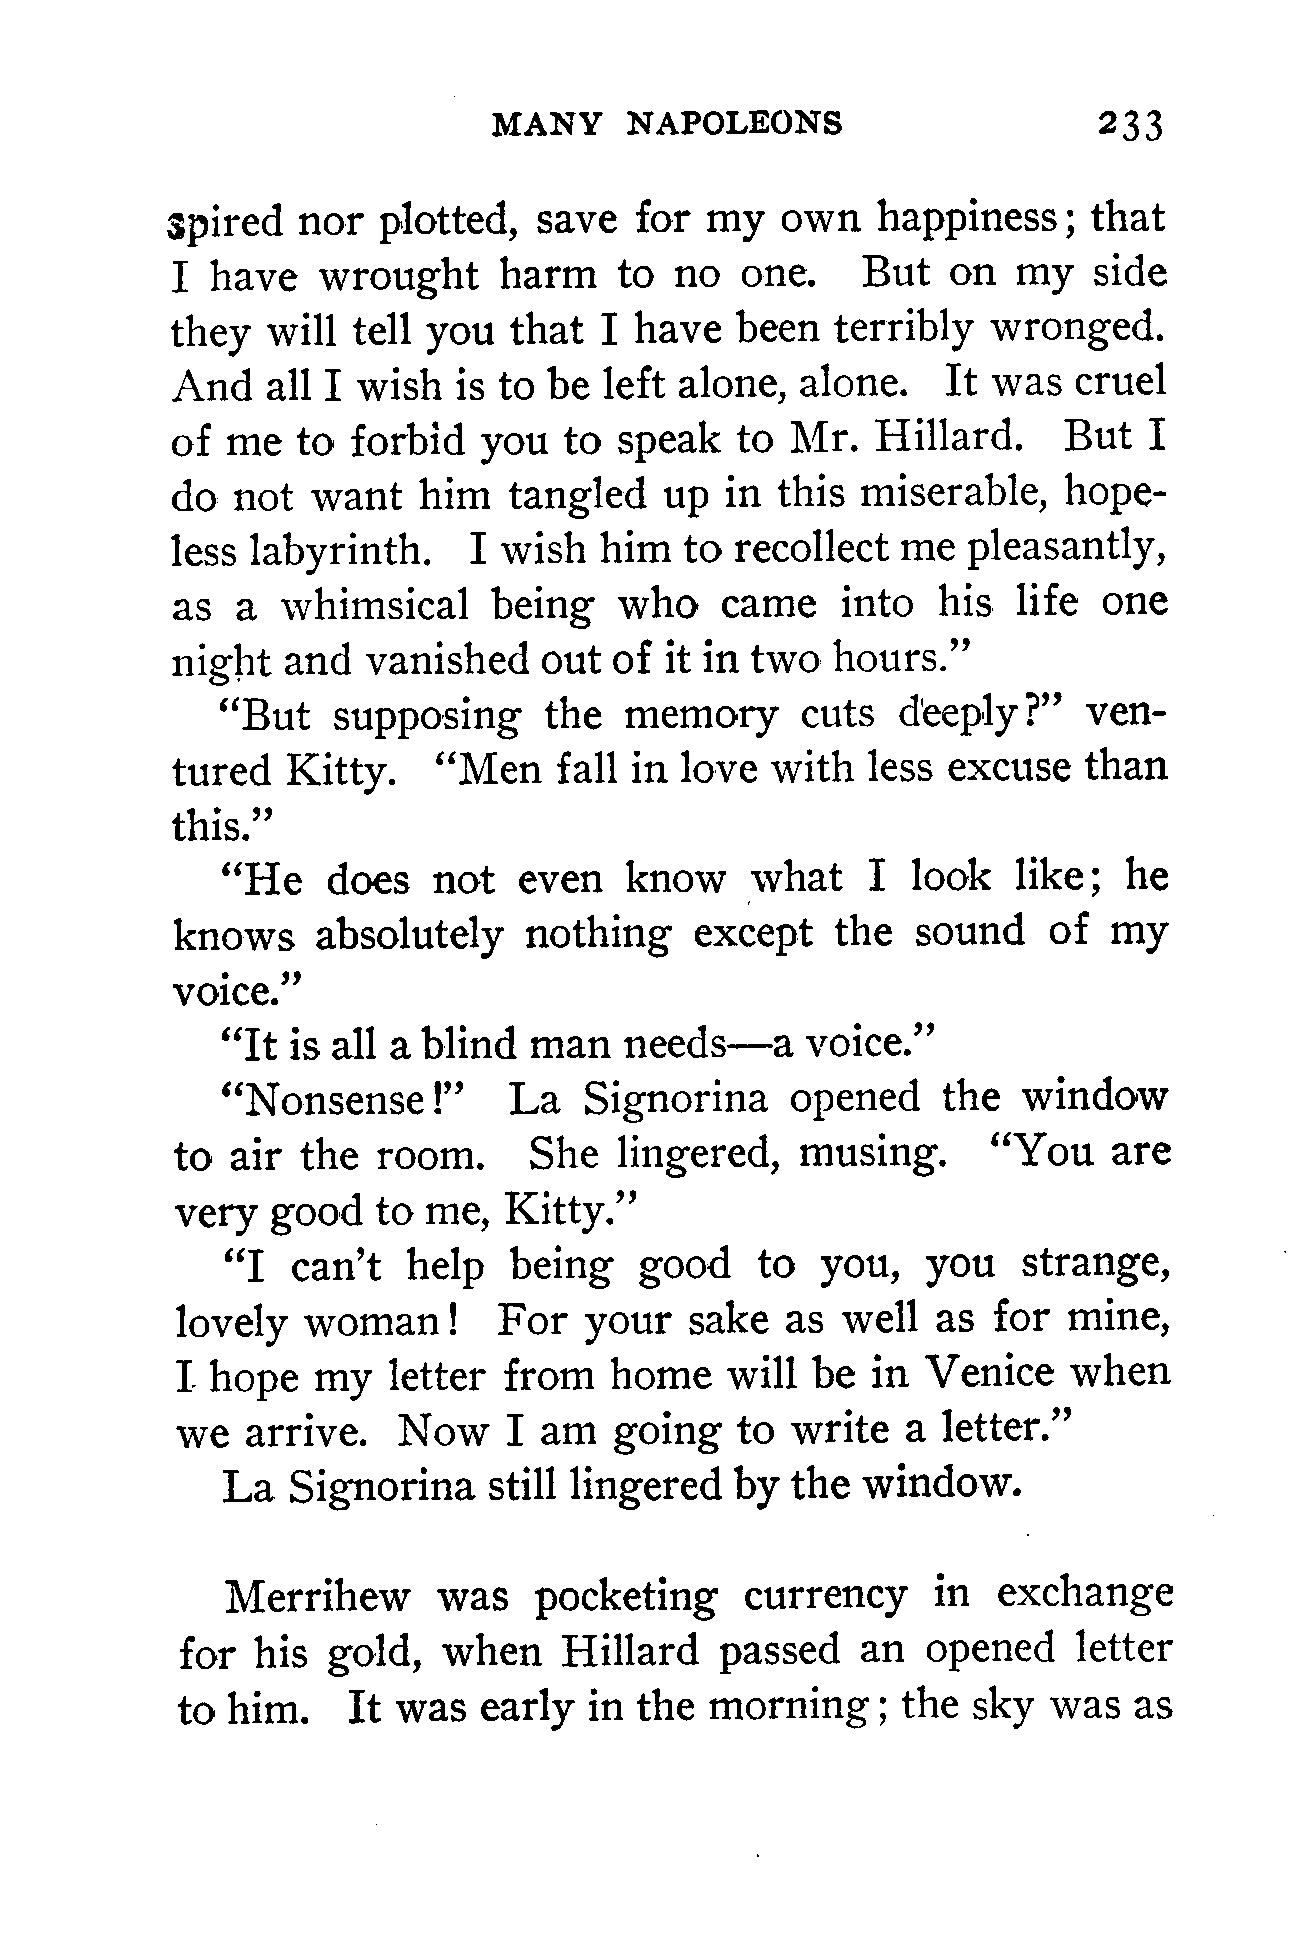 MANY NAPOLEONS 233
spired nor plotted, save for my own happiness; that
I have wrought harm to no one. But on my side
they will tell you that I have been terribly wronged.
And all I wish is to be left alone, alone. It was cruel
of me to forbid you to speak to Mr. Hillard. But I
do not want him tangled up in this miserable, hope-
less labyrinth. I wish him to recollect me pleasantly,
as a whimsical being who came into his life one
night and vanished out of it in two hours.”
“But supposing the memory cuts deeply?” ven-
tured Kitty. “Men fall in love with less excuse than
this.”
“He does not even know what I look like; he
knows absolutely nothing except the sound of my
voice.”
“It is all a blind man needs—a voice.”
“Nonsense!” La Signorina opened the window
to air the room. She lingered, musing. “You are
very good to me, Kitty.”
“I can’t help being good to you, you strange,
lovely woman! For your sake as well as for mine,
I hope my letter from home will be in Venice when
we arrive. Now I am going to write a letter.”
La Signorina still lingered by the window.
Merrihew was pocketing currency in exchange
for his gold, when Hillard passed an opened letter
to him. It was early in the morning; the sky was as